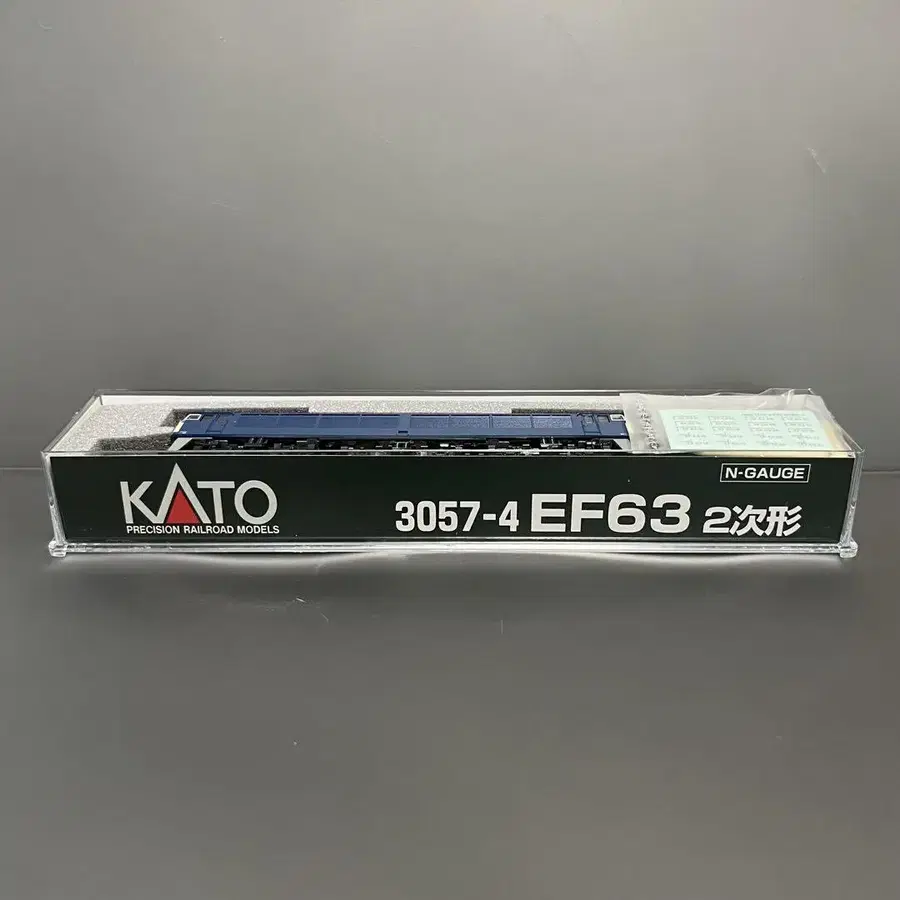 N-GAUGE
KATO
PRECISION RAILROAD MODELS
3057-4 EF63 2次形